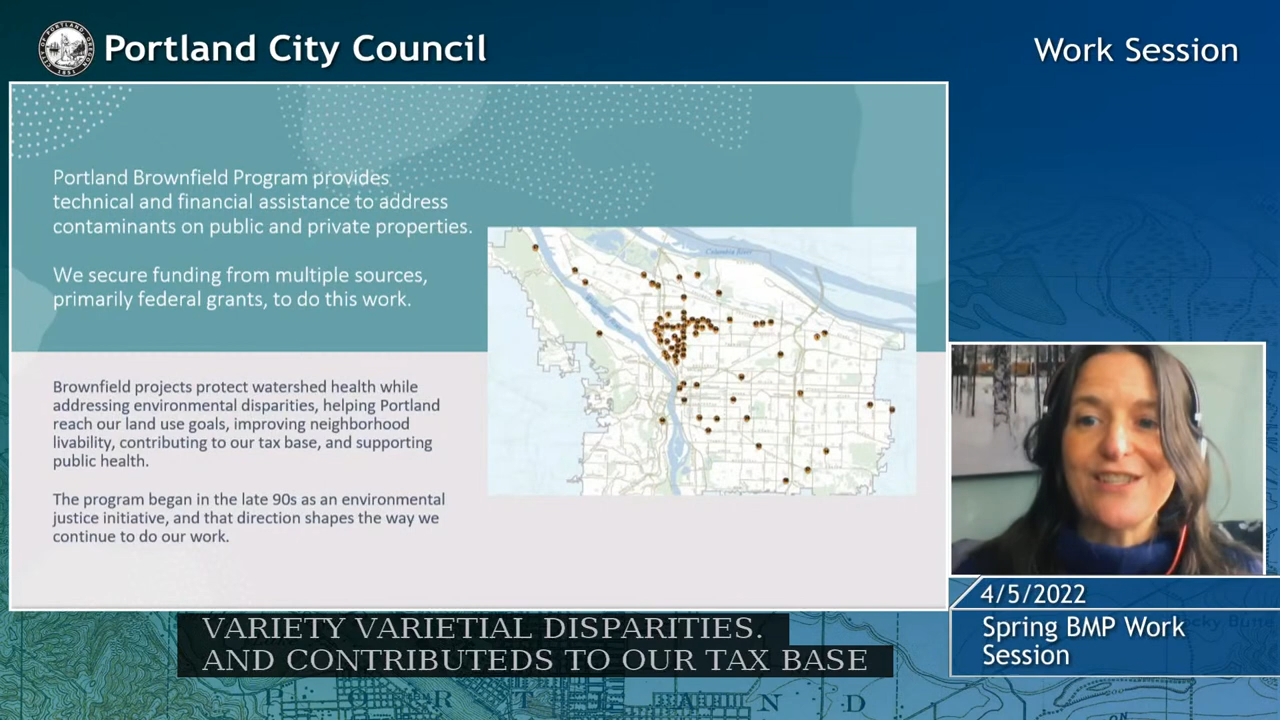 Portland City Council
Work Session
Portland Brownfield Program provides
technical and financial assistance to address
contaminants on public and private properties.
We secure funding from multiple sources,
primarily federal grants, to do this work.
Columbia River
Brownfield projects protect watershed health while
addressing environmental disparities, helping Portland
reach our land use goals, improving neighborhood
livability, contributing to our tax base, and supporting
public health.
The program began in the late 90s as an environmental
justice initiative, and that direction shapes the way we
continue to do our work.
4/5/2022
Spring BMP Work
Session
VARIETY VARIETIAL DISPARITIES.
AND CONTRIBUTEDS TO OUR TAX BASE